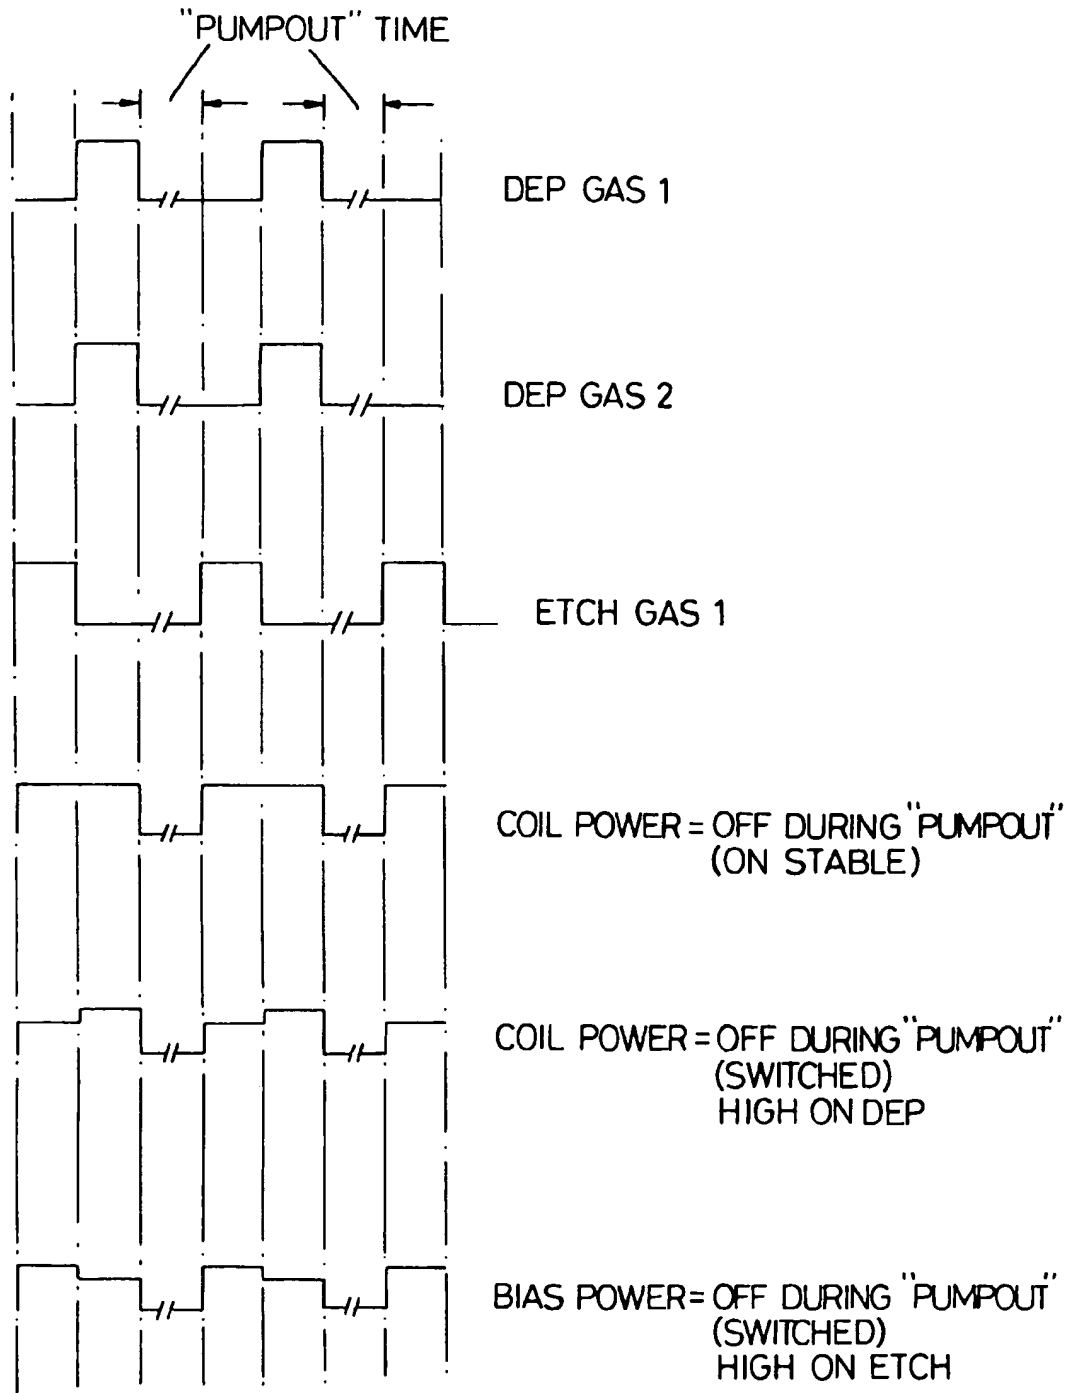 "PUMPOUT" TIME
DEP GAS 1
DEP GAS 2
ETCH GAS 1
COIL POWER = OFF DURING "PUMPOUT"
(ON STABLE)
COIL POWER = OFF DURING "PUMPOUT"
(SWITCHED)
HIGH ON DEP
BIAS POWER = OFF DURING "PUMPOUT"
(SWITCHED)
HIGH ON ETCH